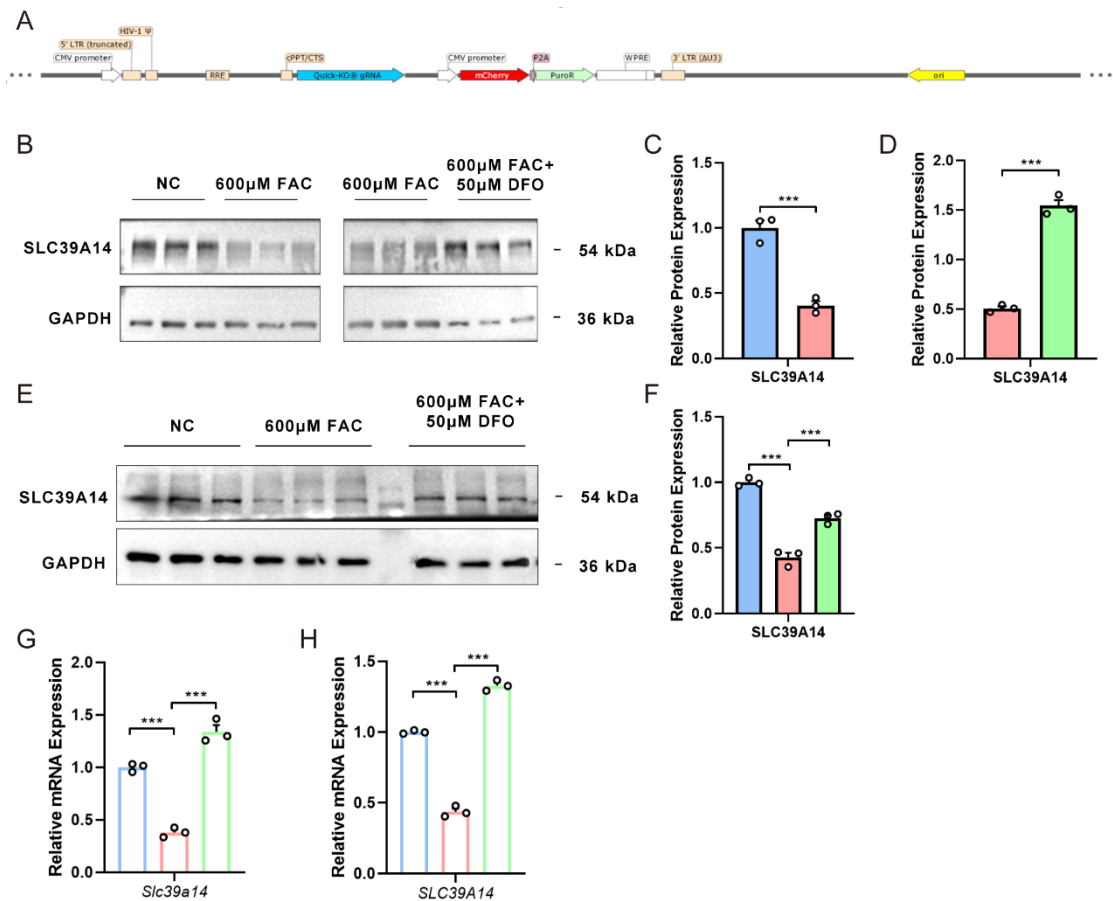 A
HIV-1 Ψ
5' LTR (truncated)
CMV promoter
RRE
cPPT/CTS
Quick-KO® gRNA
CMV promoter
mCherry
P2A
PuroR
WPRE
3' LTR (ΔU3)
ori
B
NC
600μM FAC
600μM FAC
600μM FAC+
50μM DFO
SLC39A14
54 kDa
GAPDH
36 kDa
C
Relative Protein Expression
1.5
1.0
0.5
0.0
***
SLC39A14
D
Relative Protein Expression
2.0
1.5
1.0
0.5
0.0
***
SLC39A14
E
NC
600μM FAC
600μM FAC+
50μM DFO
SLC39A14
54 kDa
GAPDH
36 kDa
F
Relative Protein Expression
1.5
1.0
0.5
0.0
***
***
SLC39A14
G
Relative mRNA Expression
2.0
1.5
1.0
0.5
0.0
***
***
Slc39a14
H
Relative mRNA Expression
1.5
1.0
0.5
0.0
***
***
SLC39A14